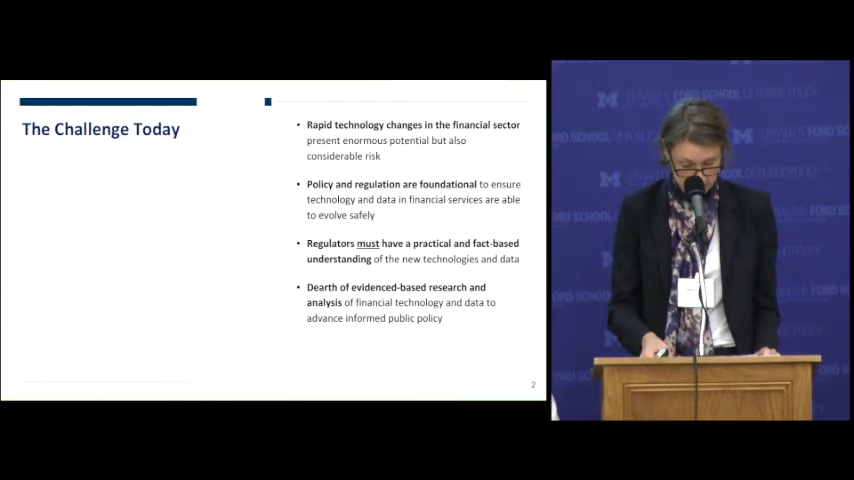 The Challenge Today
• Rapid technology changes in the financial sector
present enormous potential but also
considerable risk
• Policy and regulation are foundational to ensure
technology and data in financial services are able
to evolve safely
• Regulators must have a practical and fact-based
understanding of the new technologies and data
• Dearth of evidenced-based research and
analysis of financial technology and data to
advance informed public policy
2
M FORD SCHOOL
FORD SCHOOL